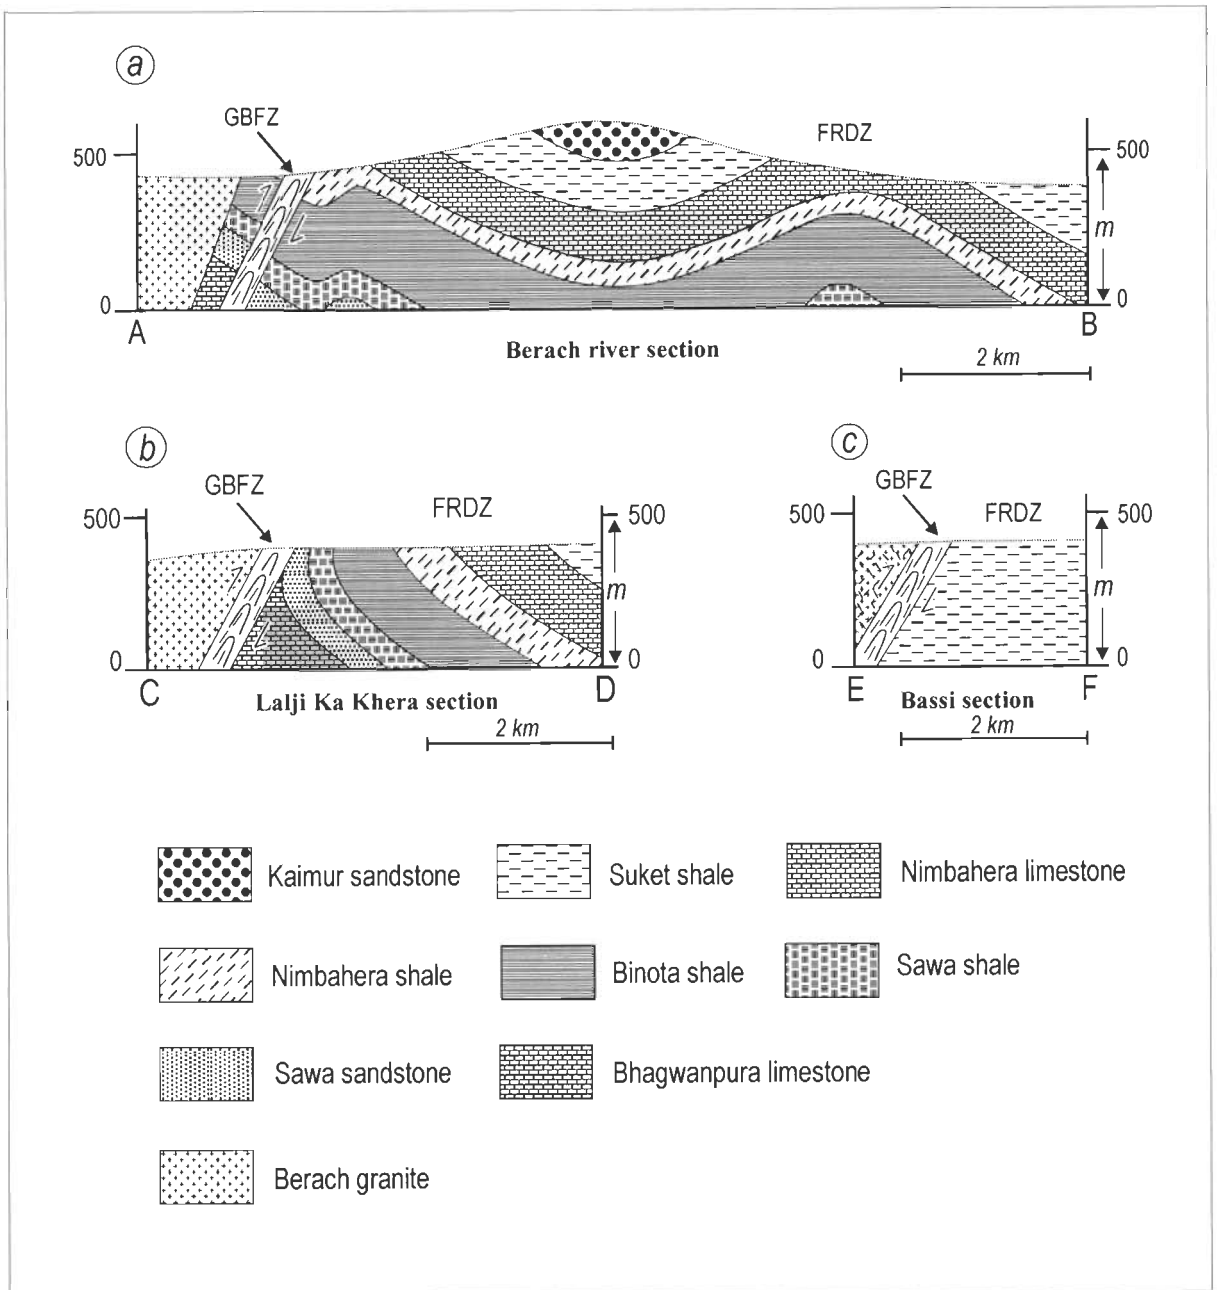 a
GBFZ
FRDZ
500
500
m
0
0
A
B
Berach river section
2 km
b
c
GBFZ
FRDZ
500
500
m
0
0
C
D
Lalji Ka Khera section
2 km
GBFZ
FRDZ
500
500
m
0
0
E
F
Bassi section
2 km
Kaimur sandstone
Suket shale
Nimbahera limestone
Nimbahera shale
Binota shale
Sawa shale
Sawa sandstone
Bhagwanpura limestone
Berach granite